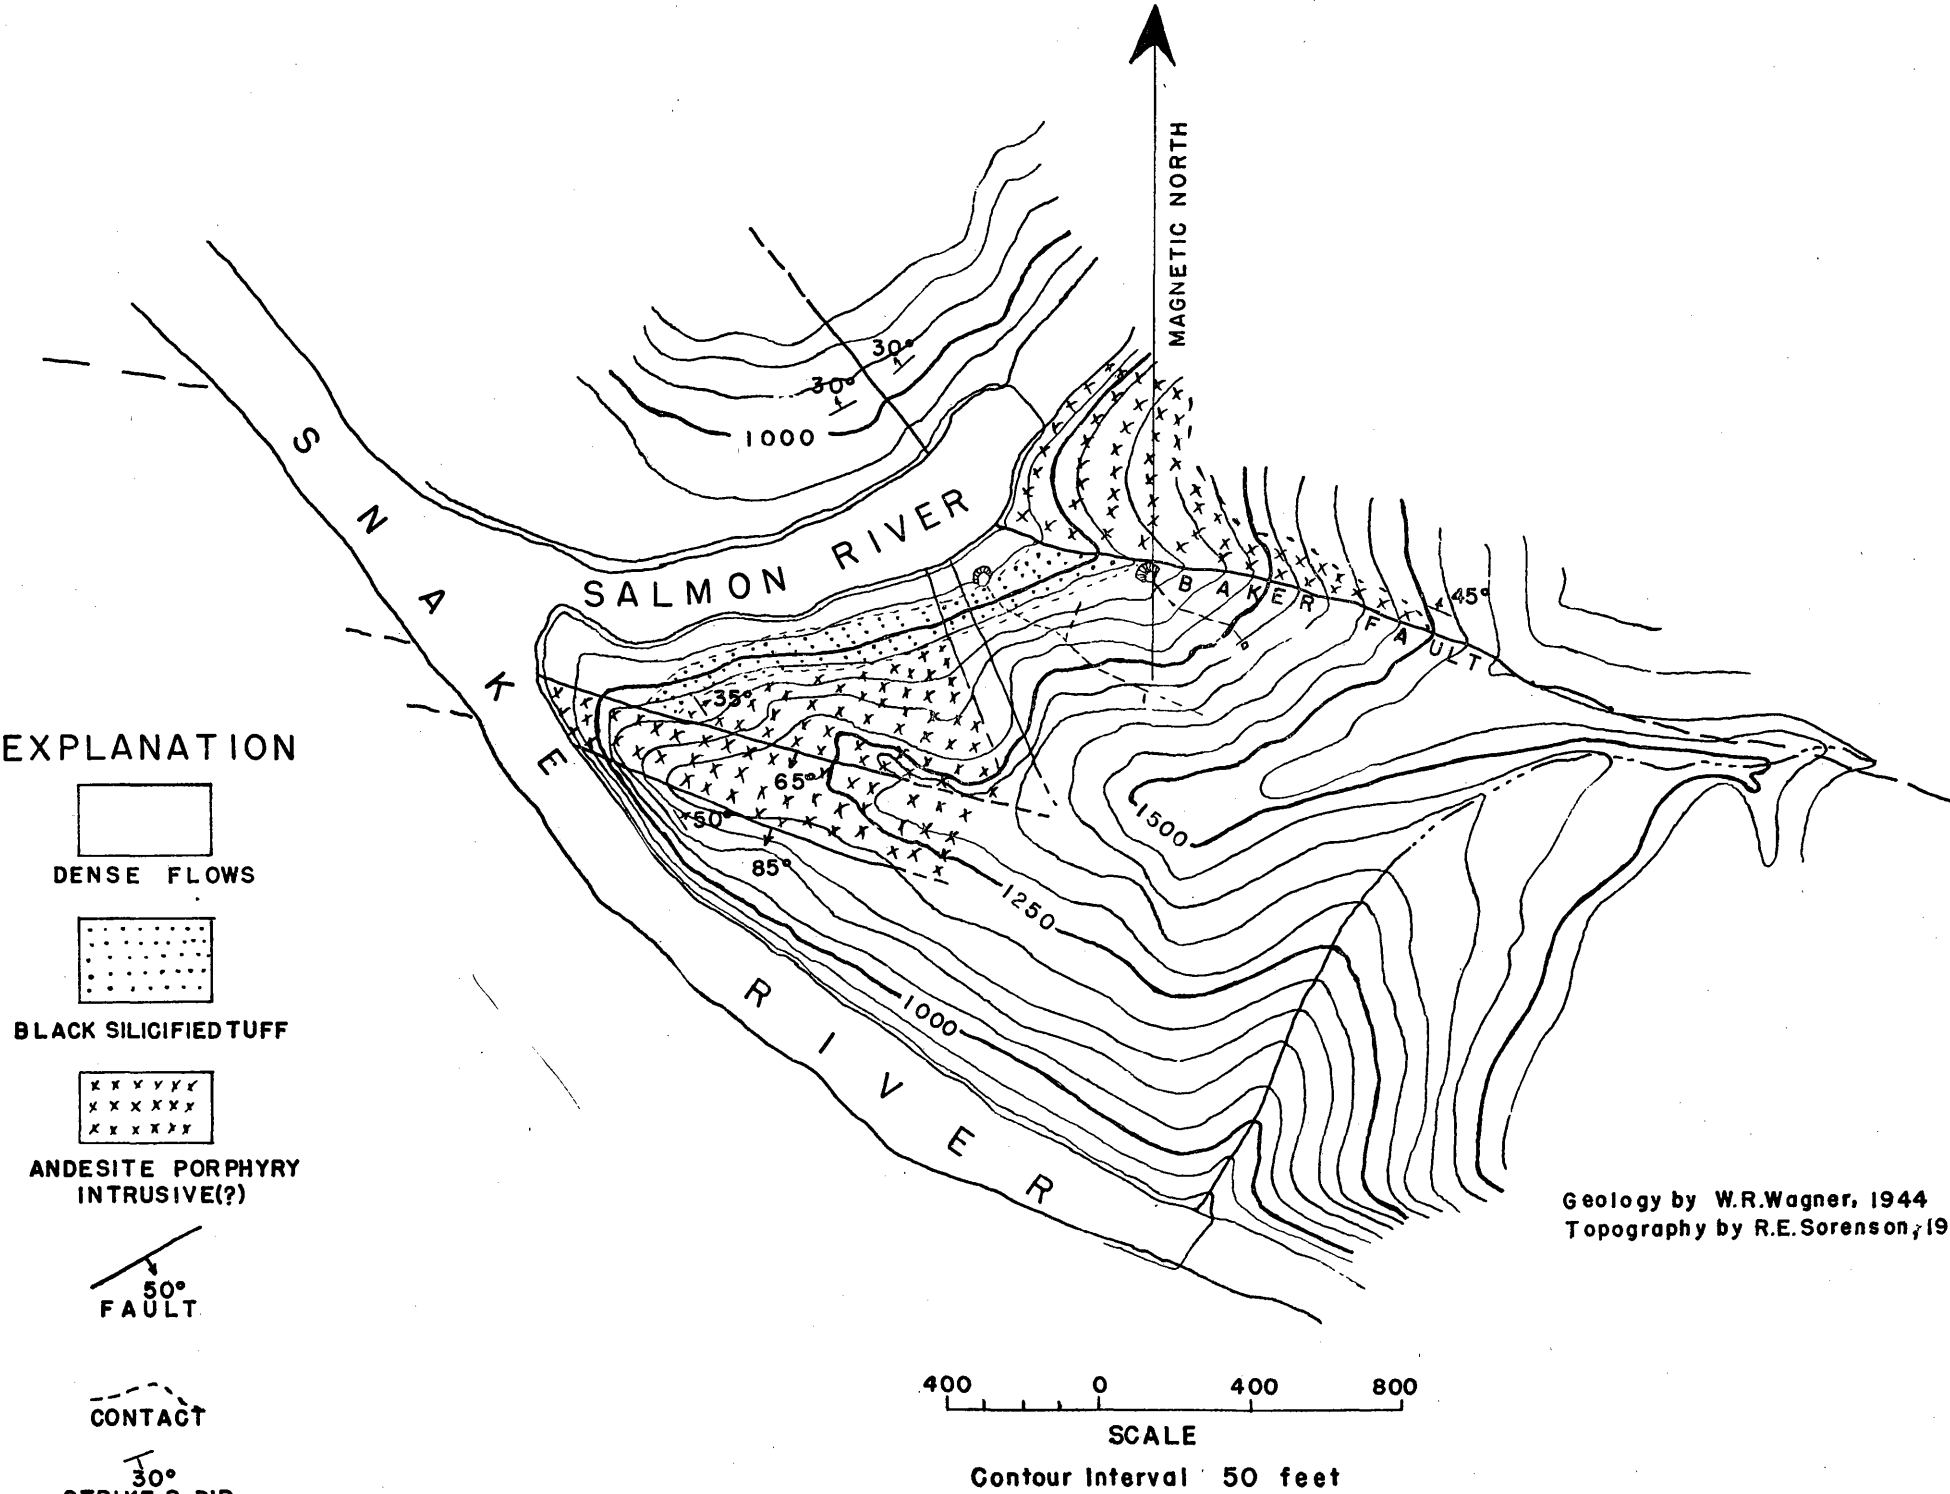 MAGNETIC NORTH
30°
30°
1000
SNAKE RIVER
SALMON RIVER
BAKER FAULT
45°
35°
65°
50°
85°
1500
1250
1000
EXPLANATION
DENSE FLOWS
BLACK SILICIFIED TUFF
ANDESITE PORPHYRY
INTRUSIVE(?)
50°
FAULT
CONTACT
30°
Geology by W.R.Wagner, 1944
Topography by R.E.Sorenson, 19
400 0 400 800
SCALE
Contour Interval 50 feet